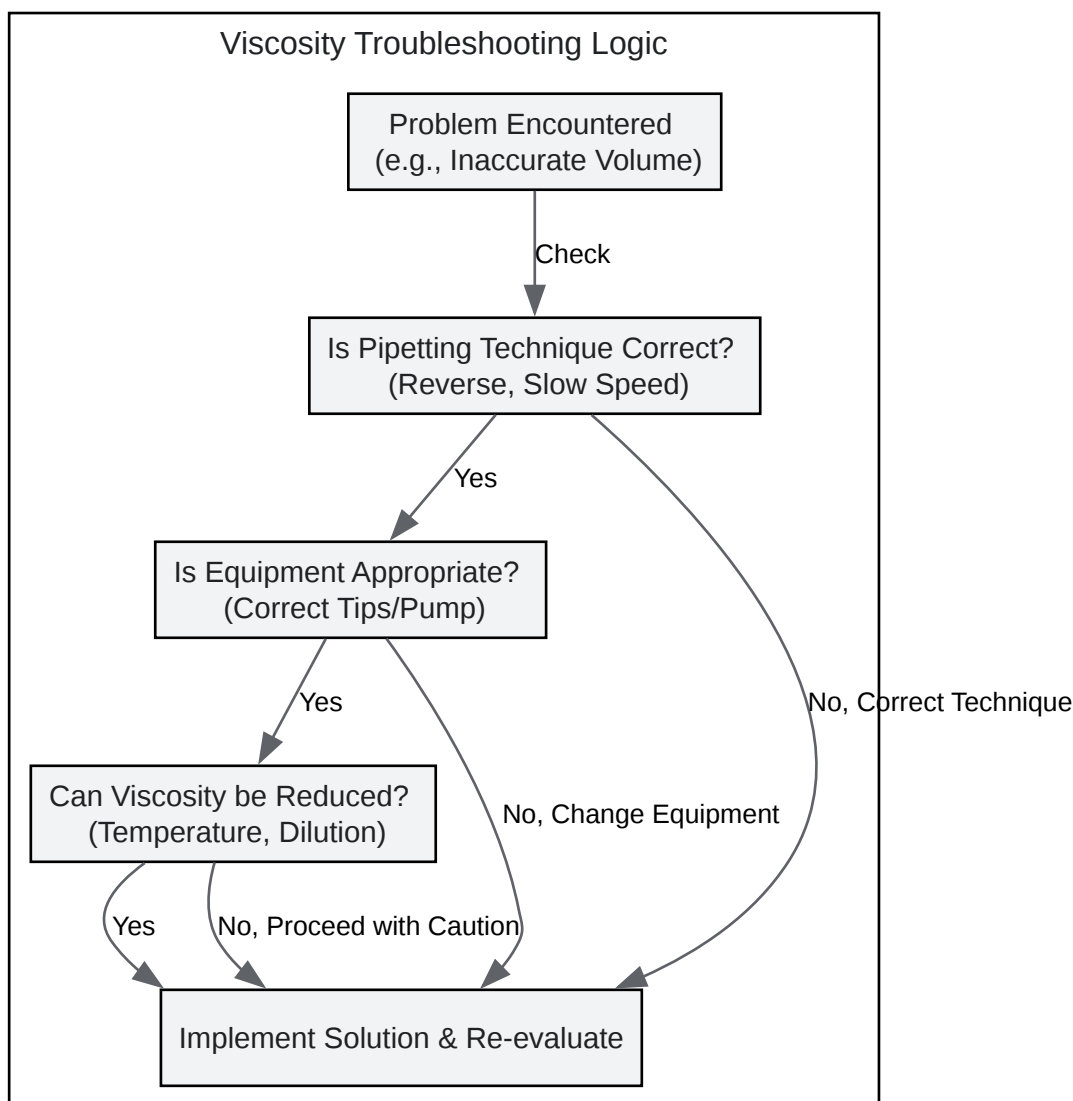 Viscosity Troubleshooting Logic
Problem Encountered
(e.g., Inaccurate Volume)
Check
Is Pipetting Technique Correct?
(Reverse, Slow Speed)
Yes
Is Equipment Appropriate?
(Correct Tips/Pump)
Yes
No, Correct Technique
Can Viscosity be Reduced?
(Temperature, Dilution)
No, Change Equipment
Yes
No, Proceed with Caution
Implement Solution & Re-evaluate